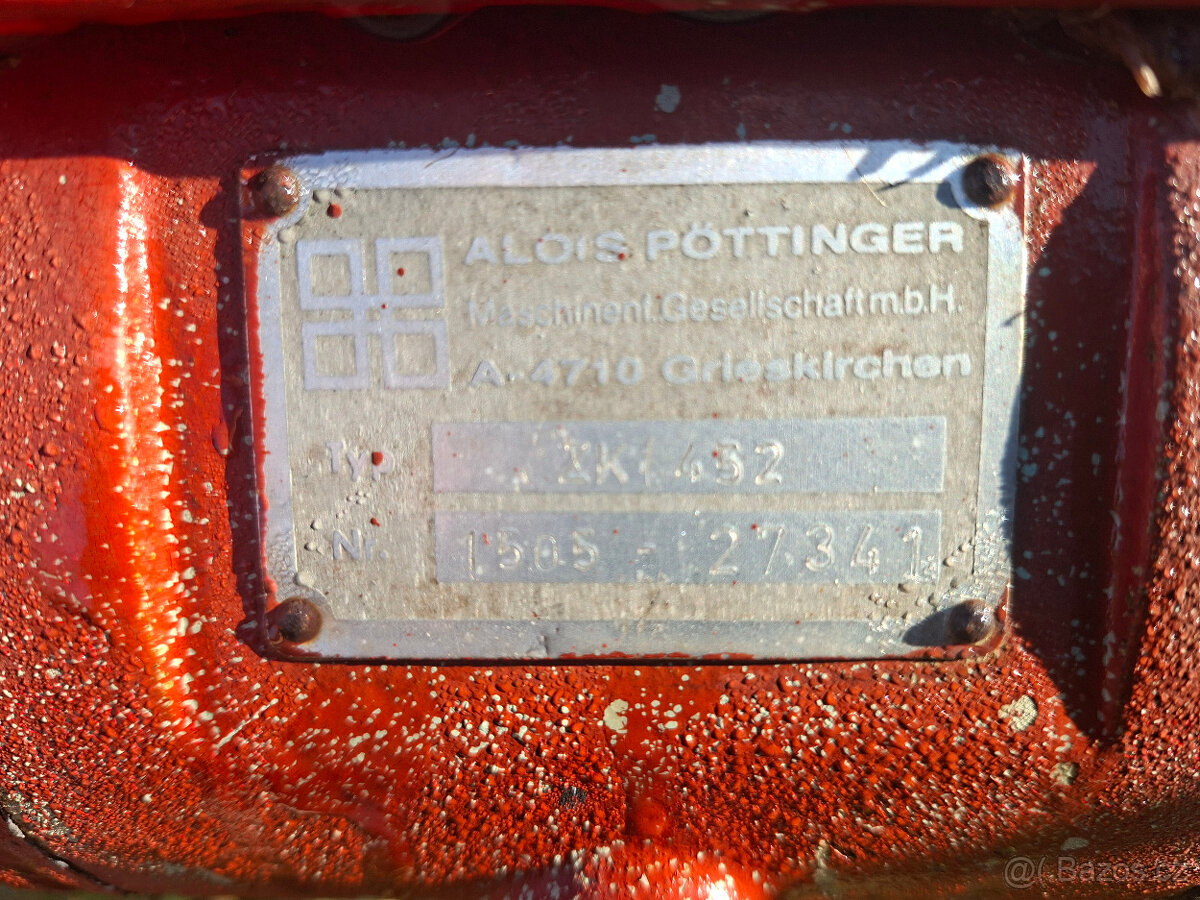 ALOIS PÖTTINGER
Maschinenf. Gesellschaft m.b.H.
A-4710 Grieskirchen
Typ
Nr. 1505 - 27341
Bazos.cz